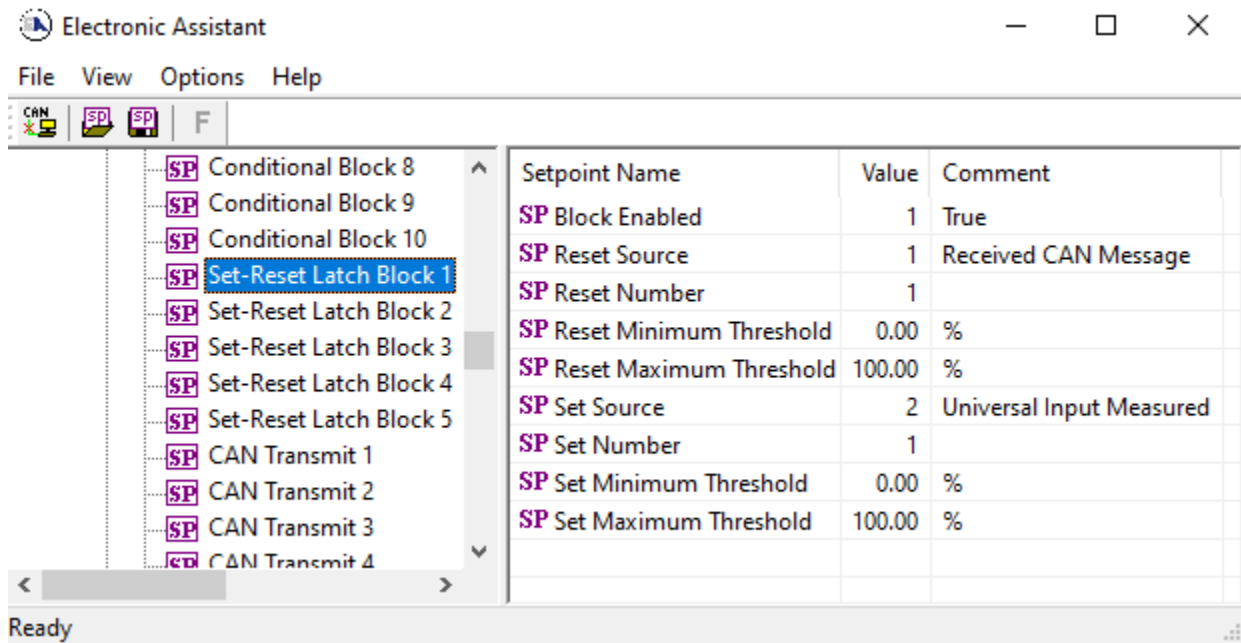 Electronic Assistant
File View Options Help
CAN SP SP F
SP Conditional Block 8
SP Conditional Block 9
SP Conditional Block 10
SP Set-Reset Latch Block 1
SP Set-Reset Latch Block 2
SP Set-Reset Latch Block 3
SP Set-Reset Latch Block 4
SP Set-Reset Latch Block 5
SP CAN Transmit 1
SP CAN Transmit 2
SP CAN Transmit 3
SP CAN Transmit 4
Setpoint Name Value Comment
SP Block Enabled 1 True
SP Reset Source 1 Received CAN Message
SP Reset Number 1
SP Reset Minimum Threshold 0.00 %
SP Reset Maximum Threshold 100.00 %
SP Set Source 2 Universal Input Measured
SP Set Number 1
SP Set Minimum Threshold 0.00 %
SP Set Maximum Threshold 100.00 %
Ready